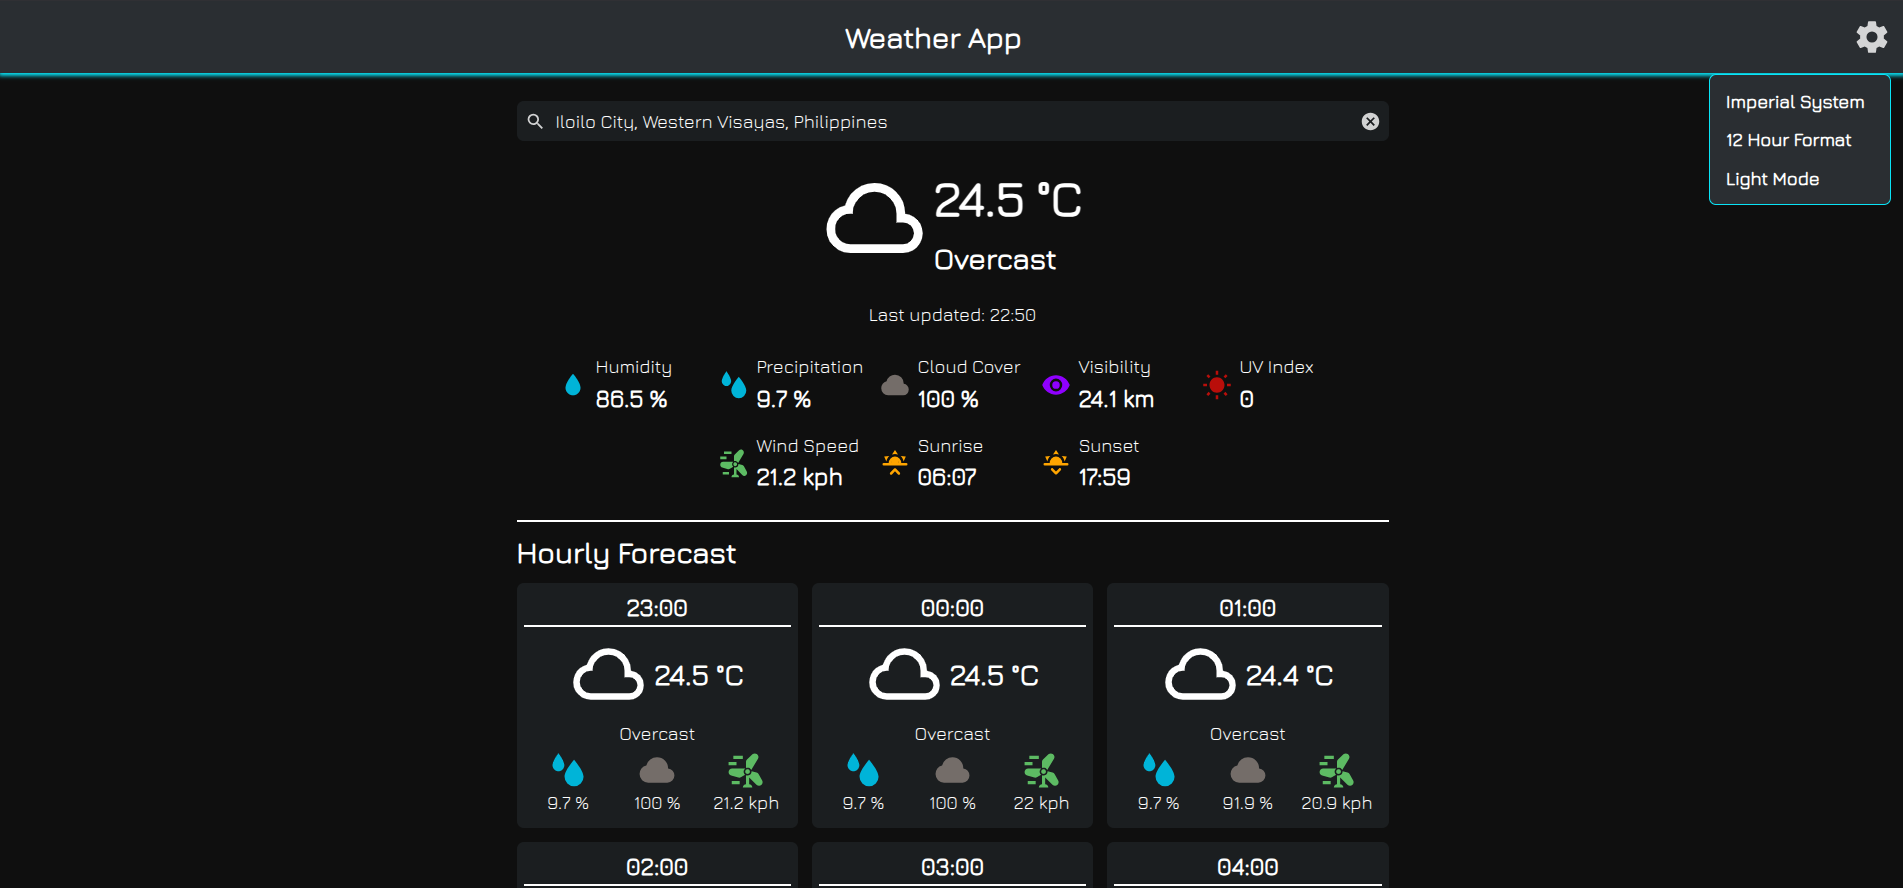 Weather App
Imperial System
12 Hour Format
Light Mode
Iloilo City, Western Visayas, Philippines
24.5 °C
Overcast
Last updated: 22:50
Humidity
86.5 %
Precipitation
9.7 %
Cloud Cover
100 %
Visibility
24.1 km
UV Index
0
Wind Speed
21.2 kph
Sunrise
06:07
Sunset
17:59
Hourly Forecast
23:00
24.5 °C
Overcast
9.7 % 100 % 21.2 kph
00:00
24.5 °C
Overcast
9.7 % 100 % 22 kph
01:00
24.4 °C
Overcast
9.7 % 91.9 % 20.9 kph
02:00
03:00
04:00